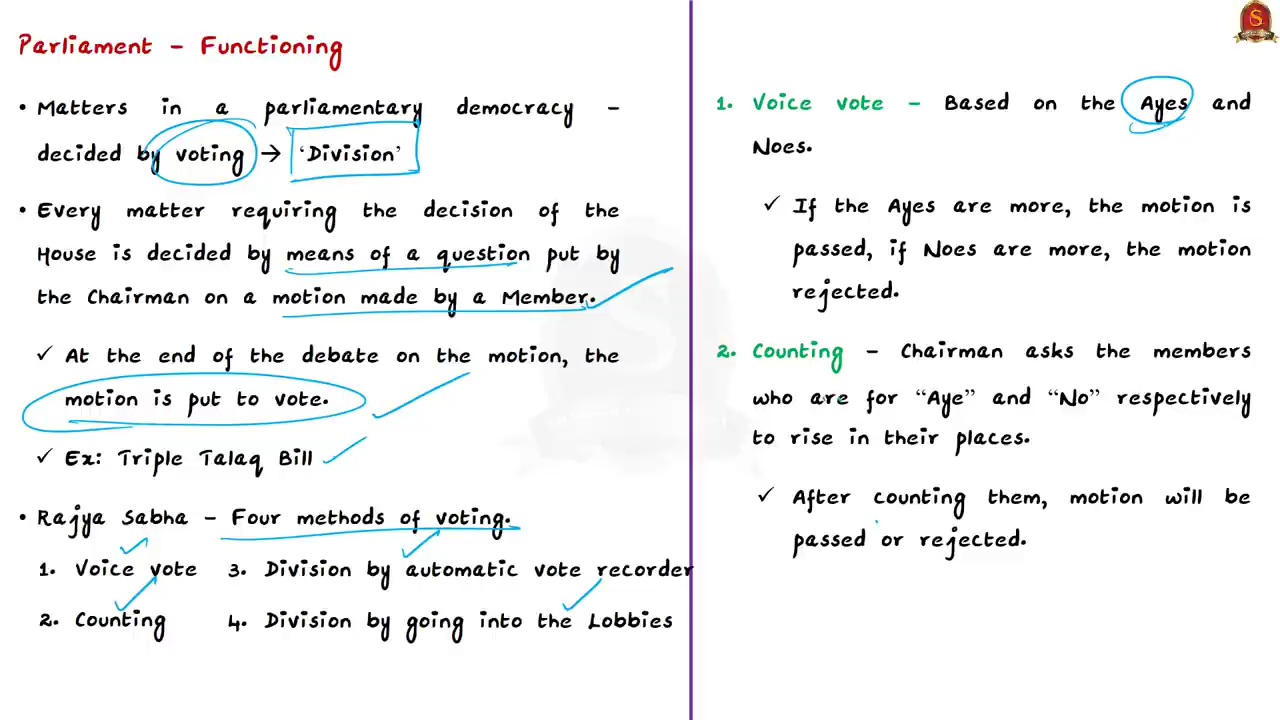 Parliament - Functioning
• Matters in a parliamentary democracy -
decided by voting → 'Division'
• Every matter requiring the decision of the
House is decided by means of a question put by
the Chairman on a motion made by a Member.
✓ At the end of the debate on the motion, the
motion is put to vote.
✓ Ex: Triple Talaq Bill
• Rajya Sabha - Four methods of voting.
1. Voice vote 3. Division by automatic vote recorder
2. Counting 4. Division by going into the Lobbies
1. Voice vote - Based on the Ayes and
Noes.
✓ If the Ayes are more, the motion is
passed, if Noes are more, the motion
rejected.
2. Counting - Chairman asks the members
who are for "Aye" and "No" respectively
to rise in their places.
✓ After counting them, motion will be
passed or rejected.
S